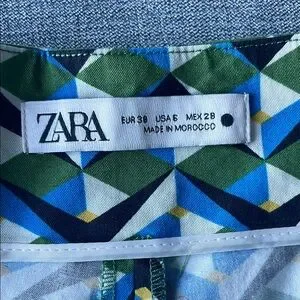 ZARA
EUR 38 USA 6 MEX 28
MADE IN MOROCCO